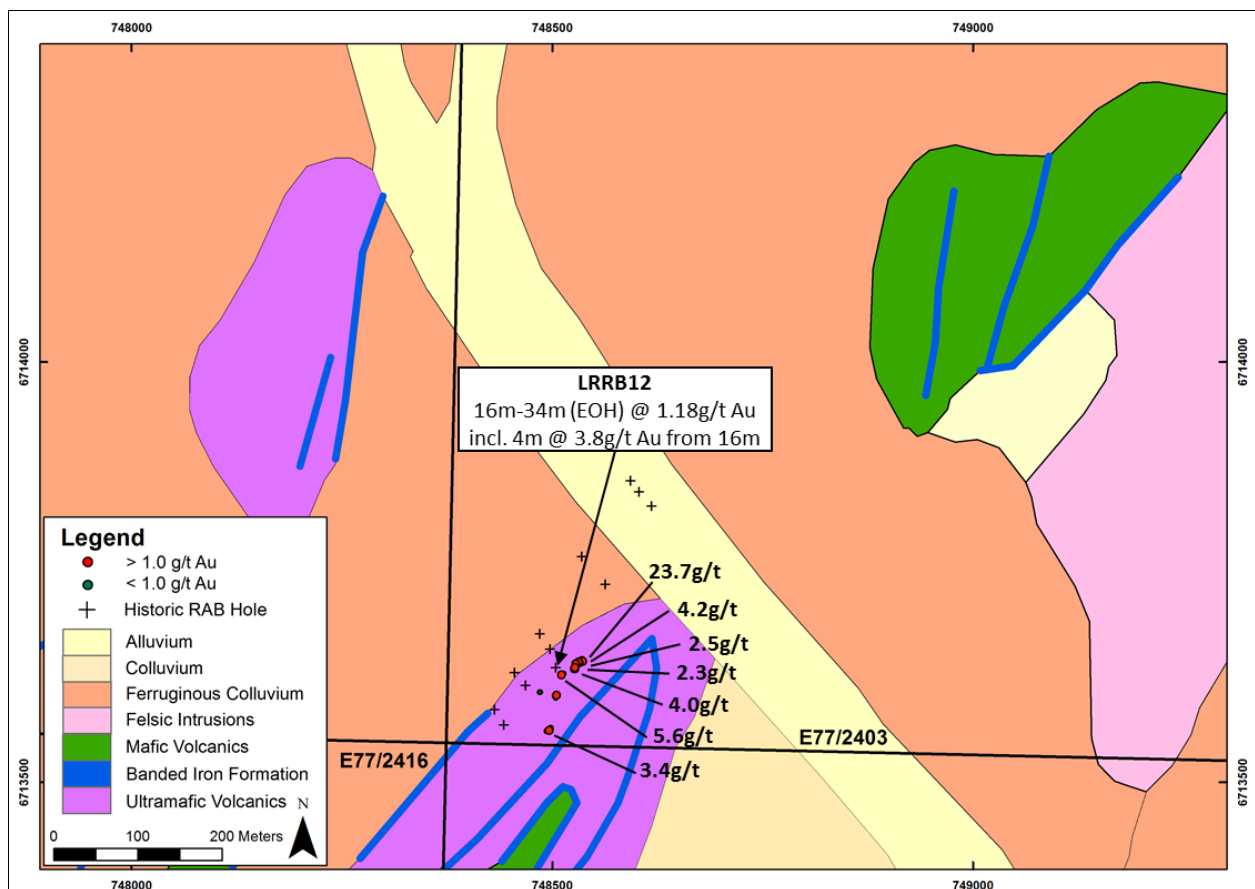 748000
748500
749000
6714000
6714000
LRRB12
16m-34m (EOH) @ 1.18g/t Au
incl. 4m @ 3.8g/t Au from 16m
23.7g/t
4.2g/t
2.5g/t
2.3g/t
4.0g/t
5.6g/t
3.4g/t
E77/2416
E77/2403
6713500
Legend
> 1.0 g/t Au
< 1.0 g/t Au
Historic RAB Hole
Alluvium
Colluvium
Ferruginous Colluvium
Felsic Intrusions
Mafic Volcanics
Banded Iron Formation
Ultramafic Volcanics
N
0 100 200 Meters
748000
748500
749000